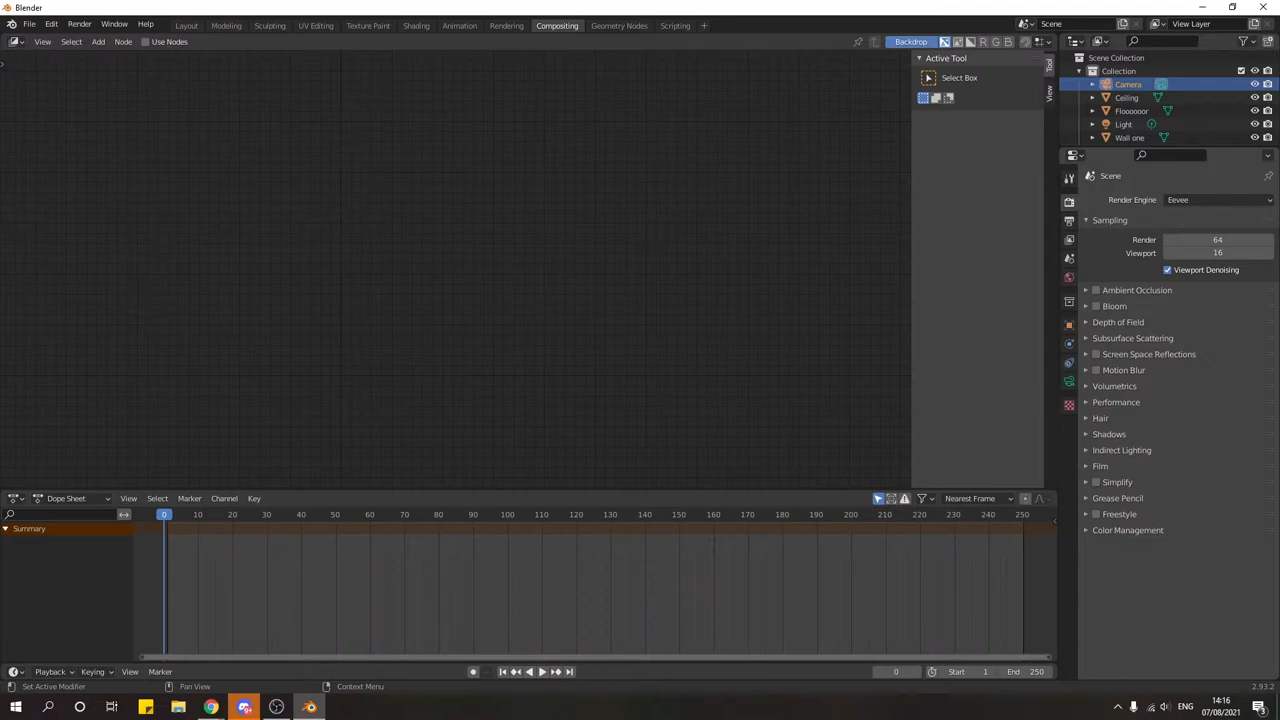 Blender
File Edit Render Window Help Layout Modeling Sculpting UV Editing Texture Paint Shading Animation Rendering Compositing Geometry Nodes Scripting + Scene View Layer
View Select Add Node Use Nodes Backdrop R G B
Active Tool
Select Box
Tool
View
Scene Collection
Collection
Camera
Ceiling
Floooooor
Light
Wall one
Scene
Render Engine Eevee
Sampling
Render 64
Viewport 16
Viewport Denoising
Ambient Occlusion
Bloom
Depth of Field
Subsurface Scattering
Screen Space Reflections
Motion Blur
Volumetrics
Performance
Hair
Shadows
Indirect Lighting
Film
Simplify
Grease Pencil
Freestyle
Color Management
Dope Sheet View Select Marker Channel Key Nearest Frame
0 10 20 30 40 50 60 70 80 90 100 110 120 130 140 150 160 170 180 190 200 210 220 230 240 250
Summary
Playback Keying View Marker 0 Start 1 End 250
Set Active Modifier Pan View Context Menu 2.93.2
ENG 14:16
07/08/2021